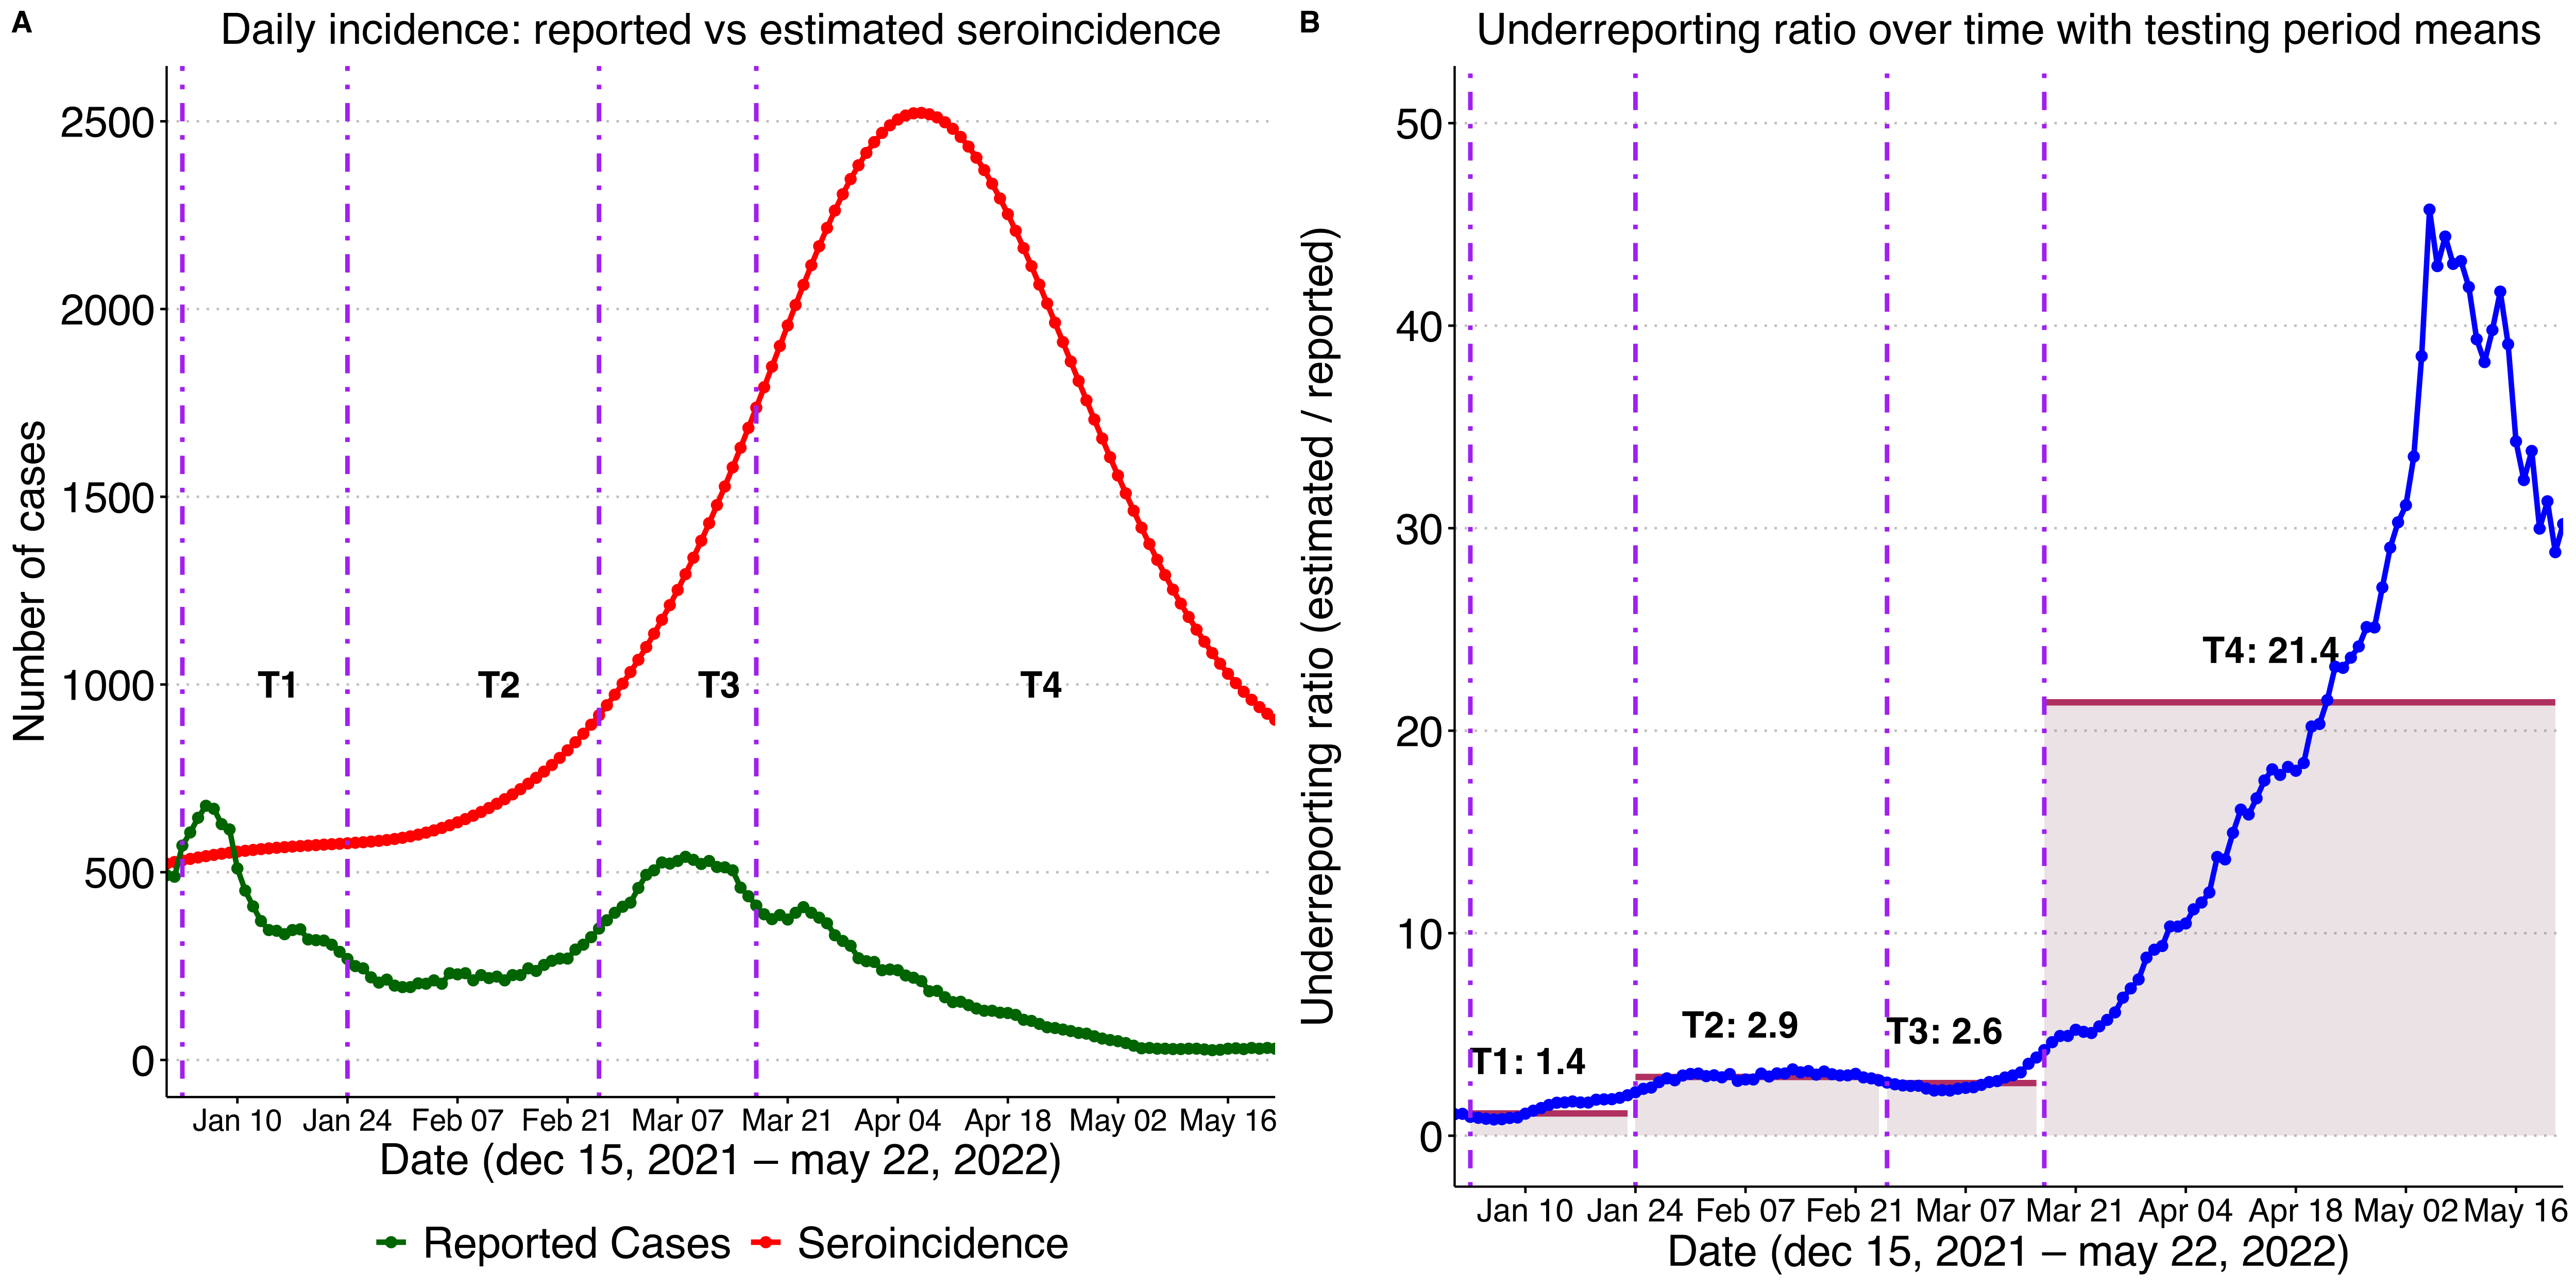 A
Daily incidence: reported vs estimated seroincidence
Number of cases
2500
2000
1500
1000
500
0
T1
T2
T3
T4
Jan 10
Jan 24
Feb 07
Feb 21
Mar 07
Mar 21
Apr 04
Apr 18
May 02
May 16
Date (dec 15, 2021 – may 22, 2022)
Reported Cases
Seroincidence
B
Underreporting ratio over time with testing period means
Underreporting ratio (estimated / reported)
50
40
30
20
10
0
T1: 1.4
T2: 2.9
T3: 2.6
T4: 21.4
Jan 10
Jan 24
Feb 07
Feb 21
Mar 07
Mar 21
Apr 04
Apr 18
May 02
May 16
Date (dec 15, 2021 – may 22, 2022)